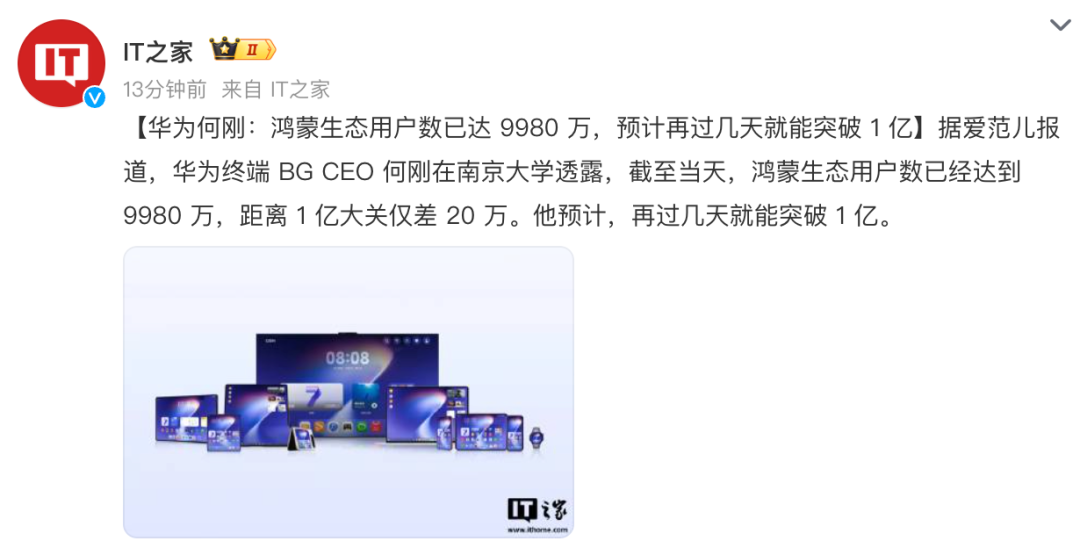 IT
IT之家 II
13分钟前 来自 IT之家
【华为何刚：鸿蒙生态用户数已达 9980 万，预计再过几天就能突破 1 亿】据爱范儿报
道，华为终端 BG CEO 何刚在南京大学透露，截至当天，鸿蒙生态用户数已经达到
9980 万，距离 1 亿大关仅差 20 万。他预计，再过几天就能突破 1 亿。
08:08
7
IT之家
www.ithome.com